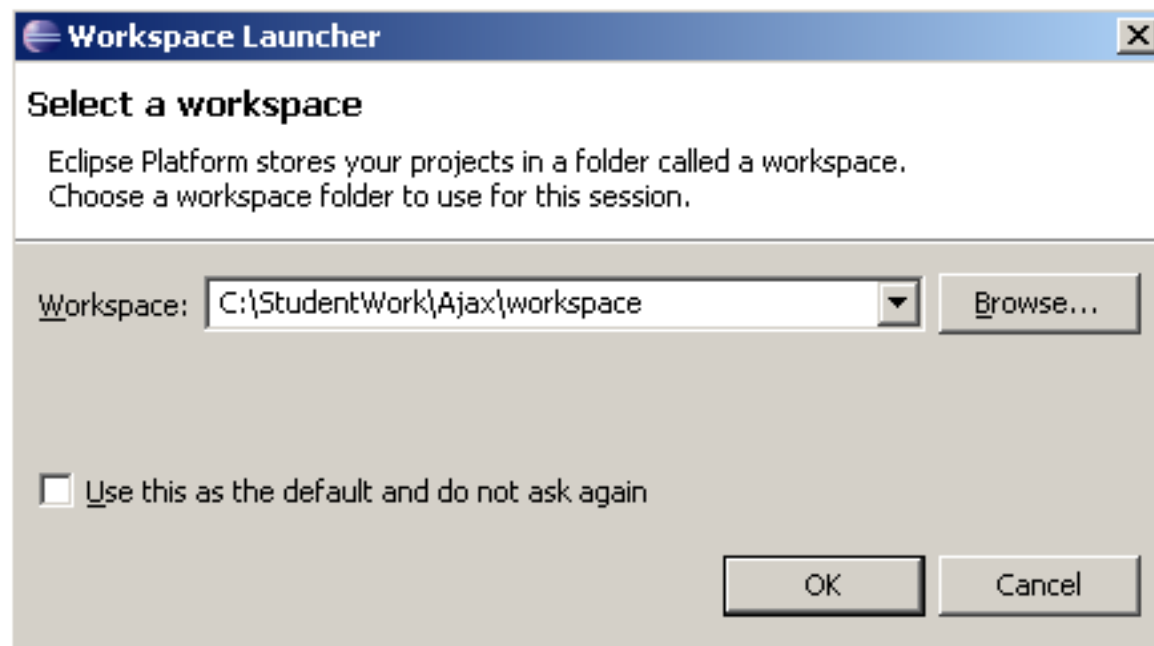 Workspace Launcher
Select a workspace
Eclipse Platform stores your projects in a folder called a workspace.
Choose a workspace folder to use for this session.
Workspace: C:\StudentWork\Ajax\workspace Browse...
Use this as the default and do not ask again
OK Cancel